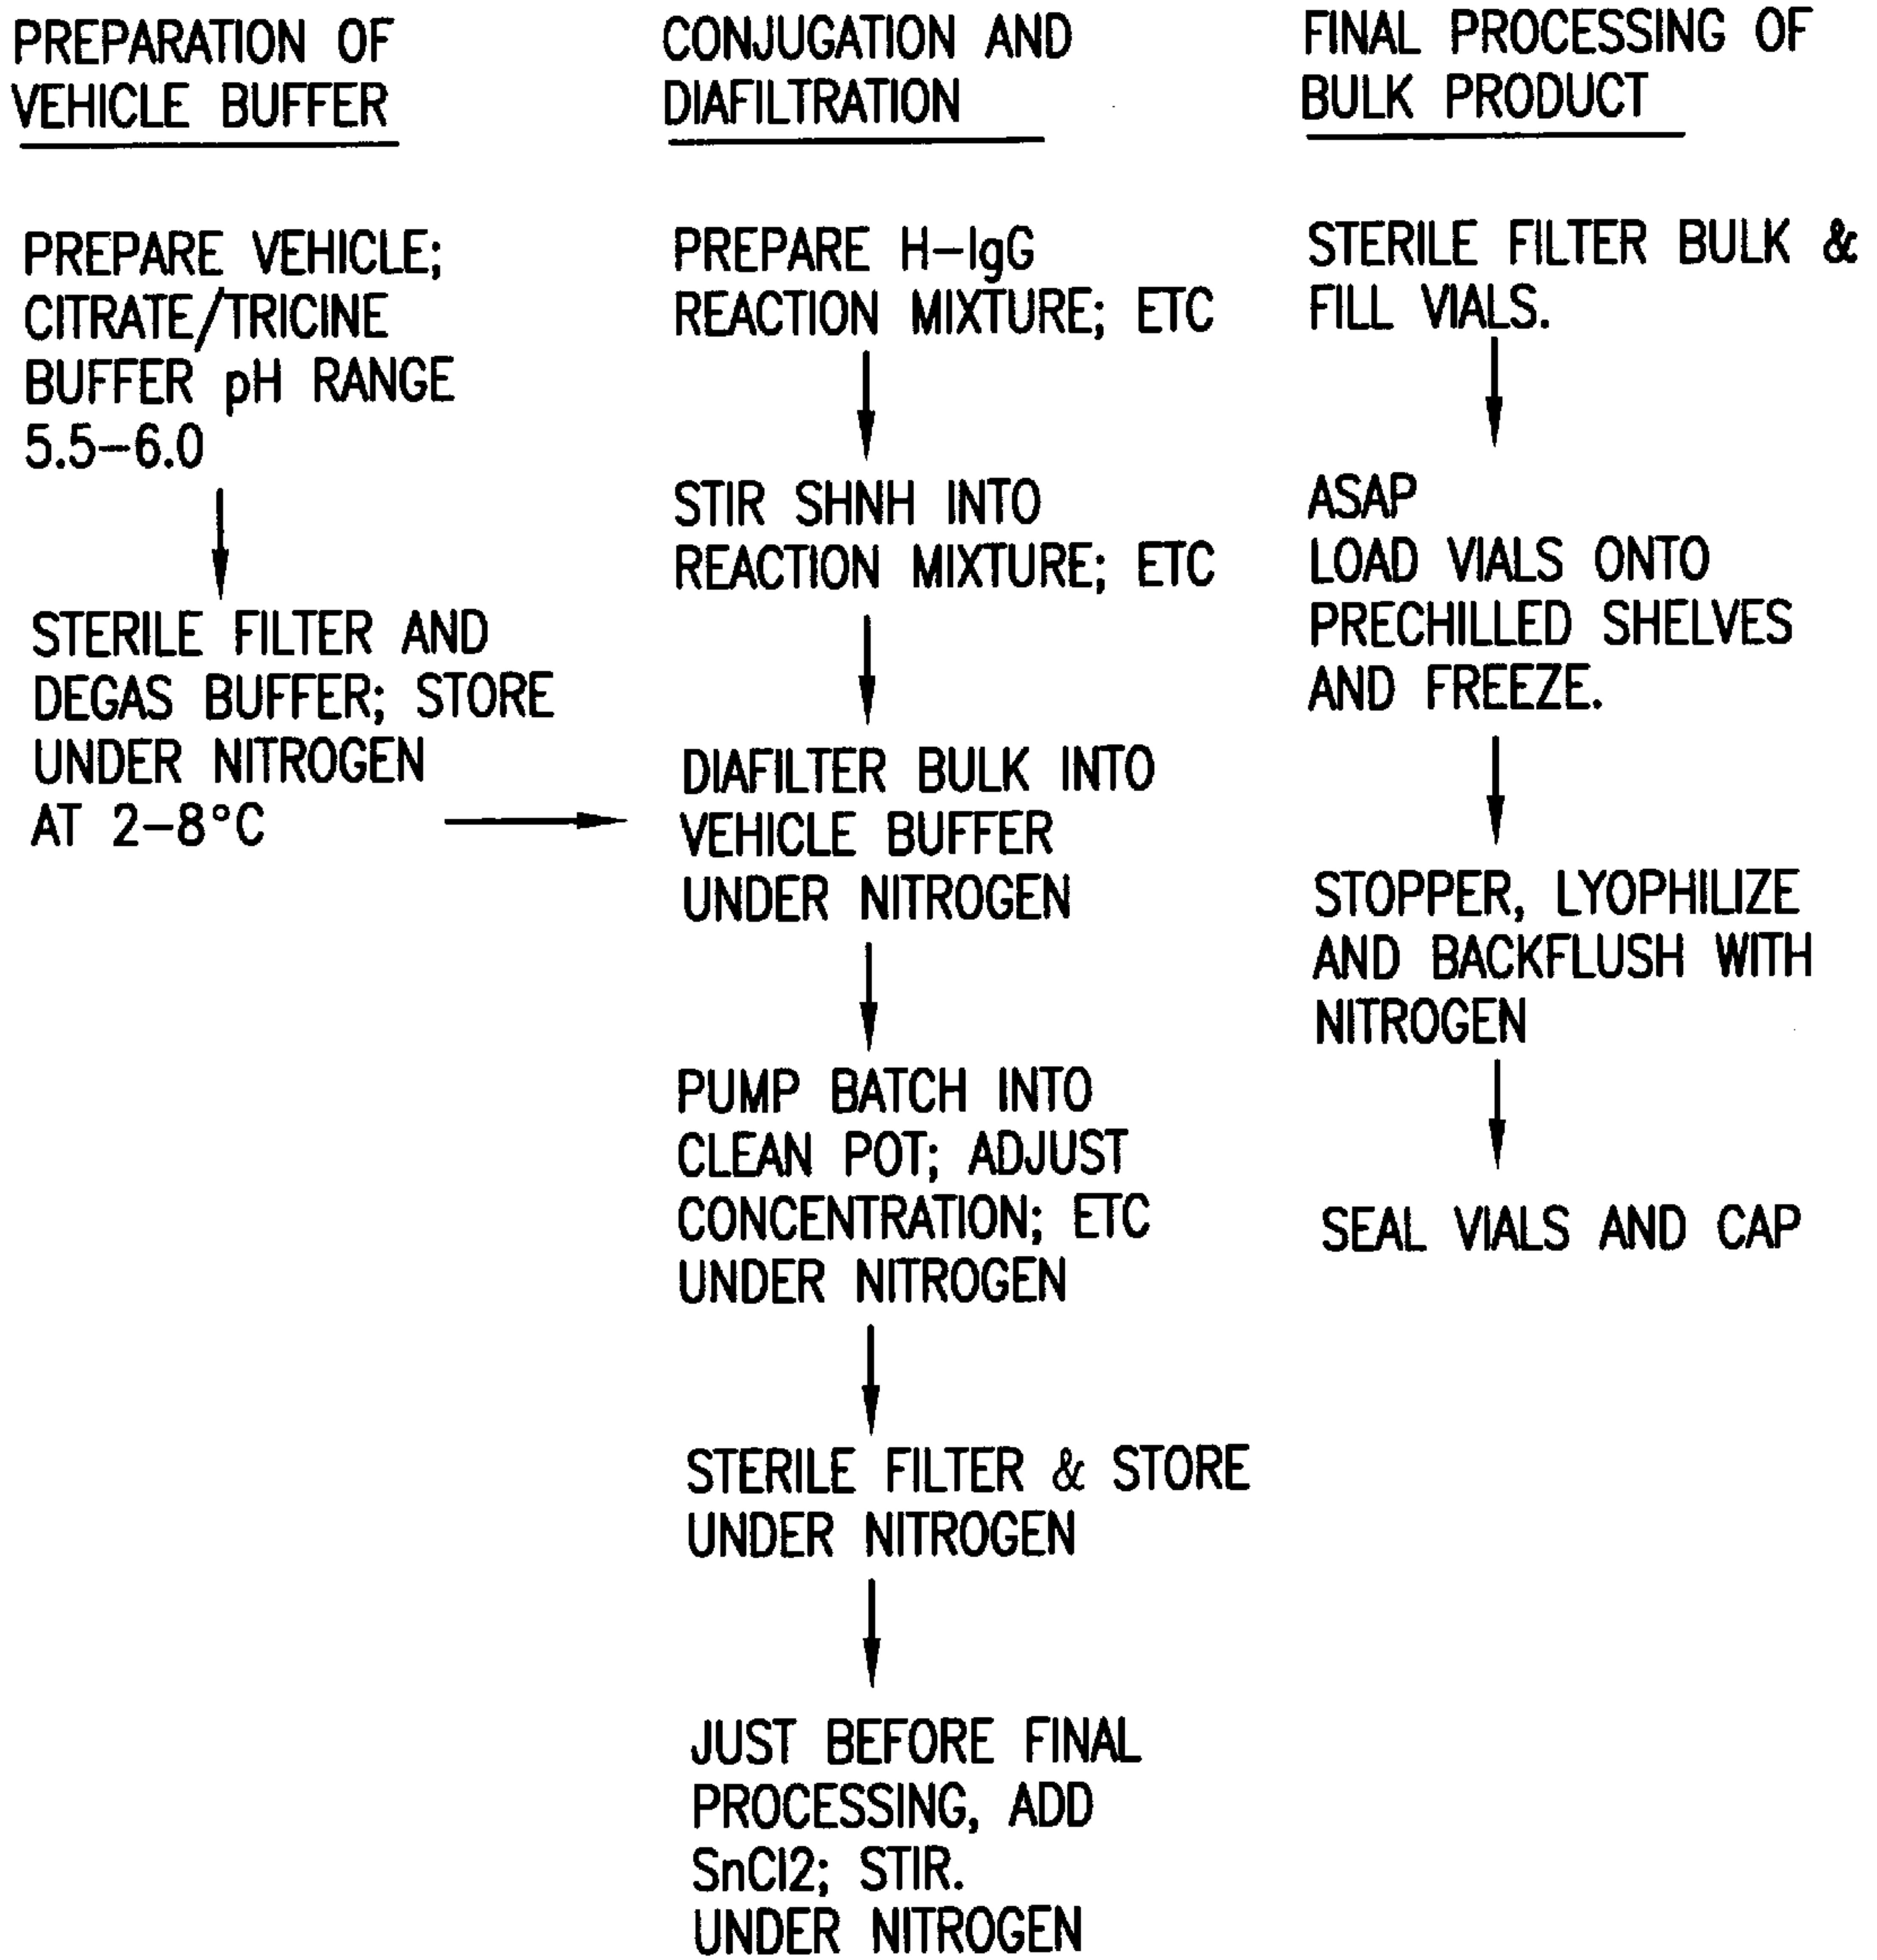 PREPARATION OF
VEHICLE BUFFER
PREPARE VEHICLE;
CITRATE/TRICINE
BUFFER pH RANGE
5.5–6.0
STERILE FILTER AND
DEGAS BUFFER; STORE
UNDER NITROGEN
AT 2–8°C
CONJUGATION AND
DIAFILTRATION
PREPARE H–IgG
REACTION MIXTURE; ETC
STIR SHNH INTO
REACTION MIXTURE; ETC
DIAFILTER BULK INTO
VEHICLE BUFFER
UNDER NITROGEN
PUMP BATCH INTO
CLEAN POT; ADJUST
CONCENTRATION; ETC
UNDER NITROGEN
STERILE FILTER & STORE
UNDER NITROGEN
JUST BEFORE FINAL
PROCESSING, ADD
SnCl2; STIR.
UNDER NITROGEN
FINAL PROCESSING OF
BULK PRODUCT
STERILE FILTER BULK &
FILL VIALS.
ASAP
LOAD VIALS ONTO
PRECHILLED SHELVES
AND FREEZE.
STOPPER, LYOPHILIZE
AND BACKFLUSH WITH
NITROGEN
SEAL VIALS AND CAP